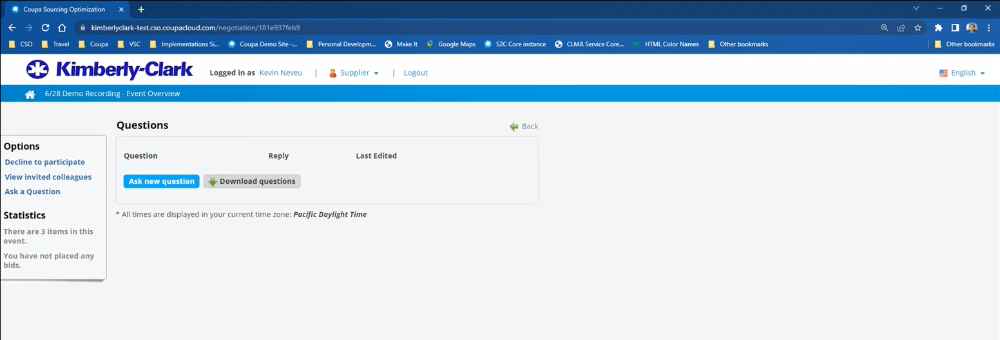 Coupa Sourcing Optimization
kimberlyclark-test.cso.coupacloud.com/negotiation/181e937feb9
CSO Travel Coupa VSC Implementations Si... Coupa Demo Site -... Personal Developm... Make It Google Maps S2C Core instance CLMA Service Core... HTML Color Names Other bookmarks Other bookmarks
Kimberly-Clark Logged in as Kevin Neveu | Supplier | Logout English
6/28 Demo Recording - Event Overview
Questions Back
Options
Decline to participate
View invited colleagues
Ask a Question
Statistics
There are 3 items in this
event.
You have not placed any
bids.
Question Reply Last Edited
Ask new question Download questions
* All times are displayed in your current time zone: Pacific Daylight Time